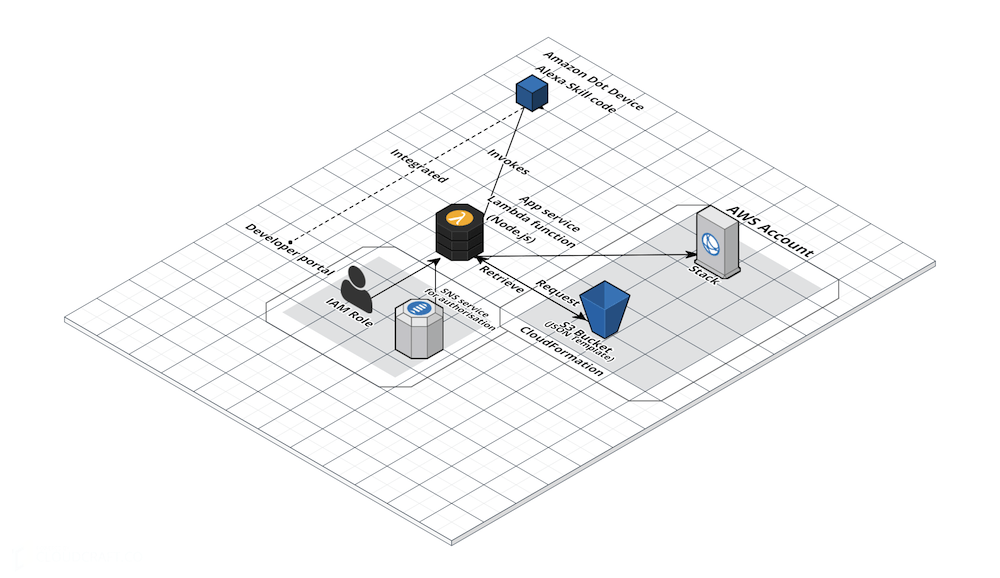 Amazon Dot Device
Alexa Skill code
Integrated
Invokes
Developer portal
App service
Lambda function
(Node.js)
AWS Account
Stack
Retrieve
Request
IAM Role
SNS service
for authorisation
S3 Bucket
(JSON Template)
CloudFormation